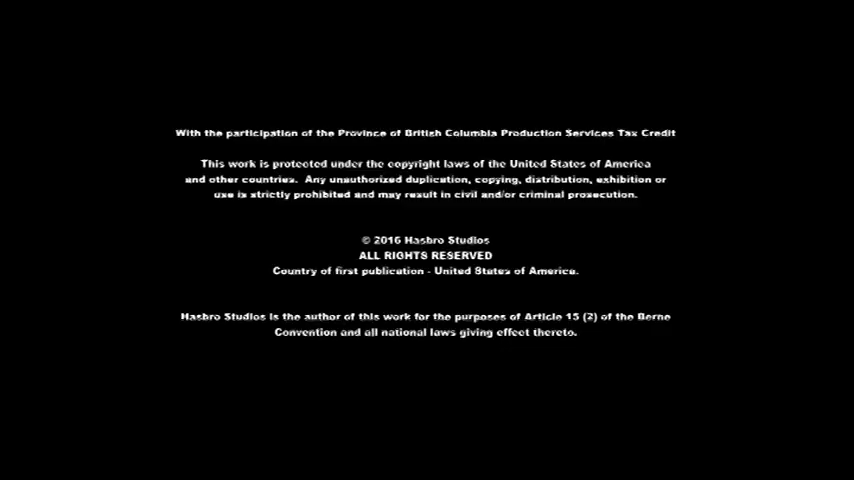 With the participation of the Province of British Columbia Production Services Tax Credit
This work is protected under the copyright laws of the United States of America
and other countries. Any unauthorized duplication, copying, distribution, exhibition or
use is strictly prohibited and may result in civil and/or criminal prosecution.
© 2016 Hasbro Studios
ALL RIGHTS RESERVED
Country of first publication - United States of America.
Hasbro Studios is the author of this work for the purposes of Article 15 (2) of the Berne
Convention and all national laws giving effect thereto.